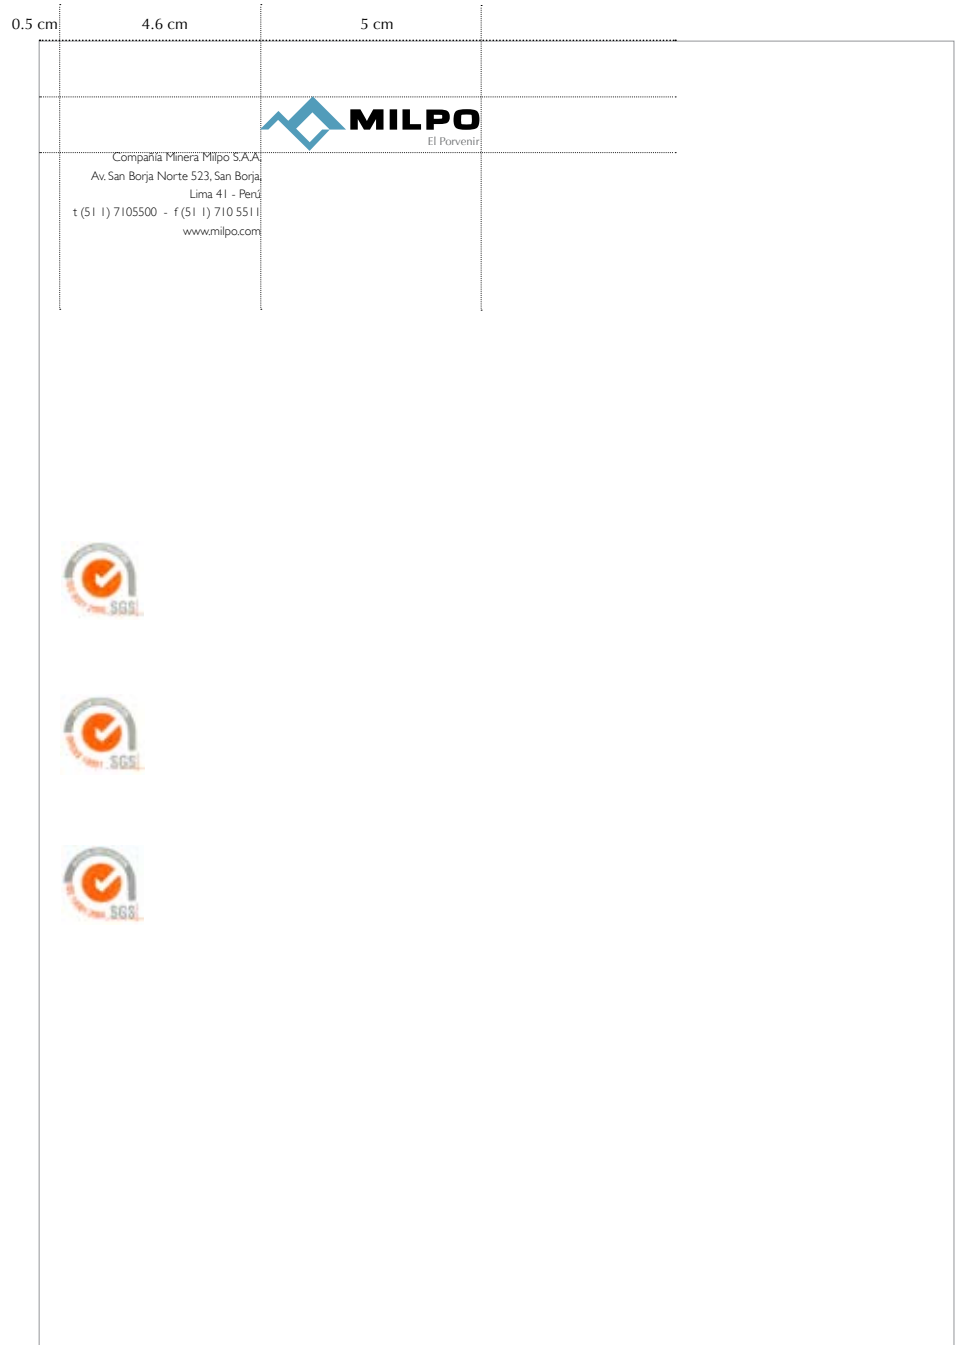 0.5 cm 4.6 cm 5 cm
MILPO
El Porvenir
Compañía Minera Milpo S.A.A.
Av. San Borja Norte 523, San Borja,
Lima 41 - Perú
t (51 1) 7105500 - f (51 1) 710 5511
www.milpo.com
SGS
SGS
SGS